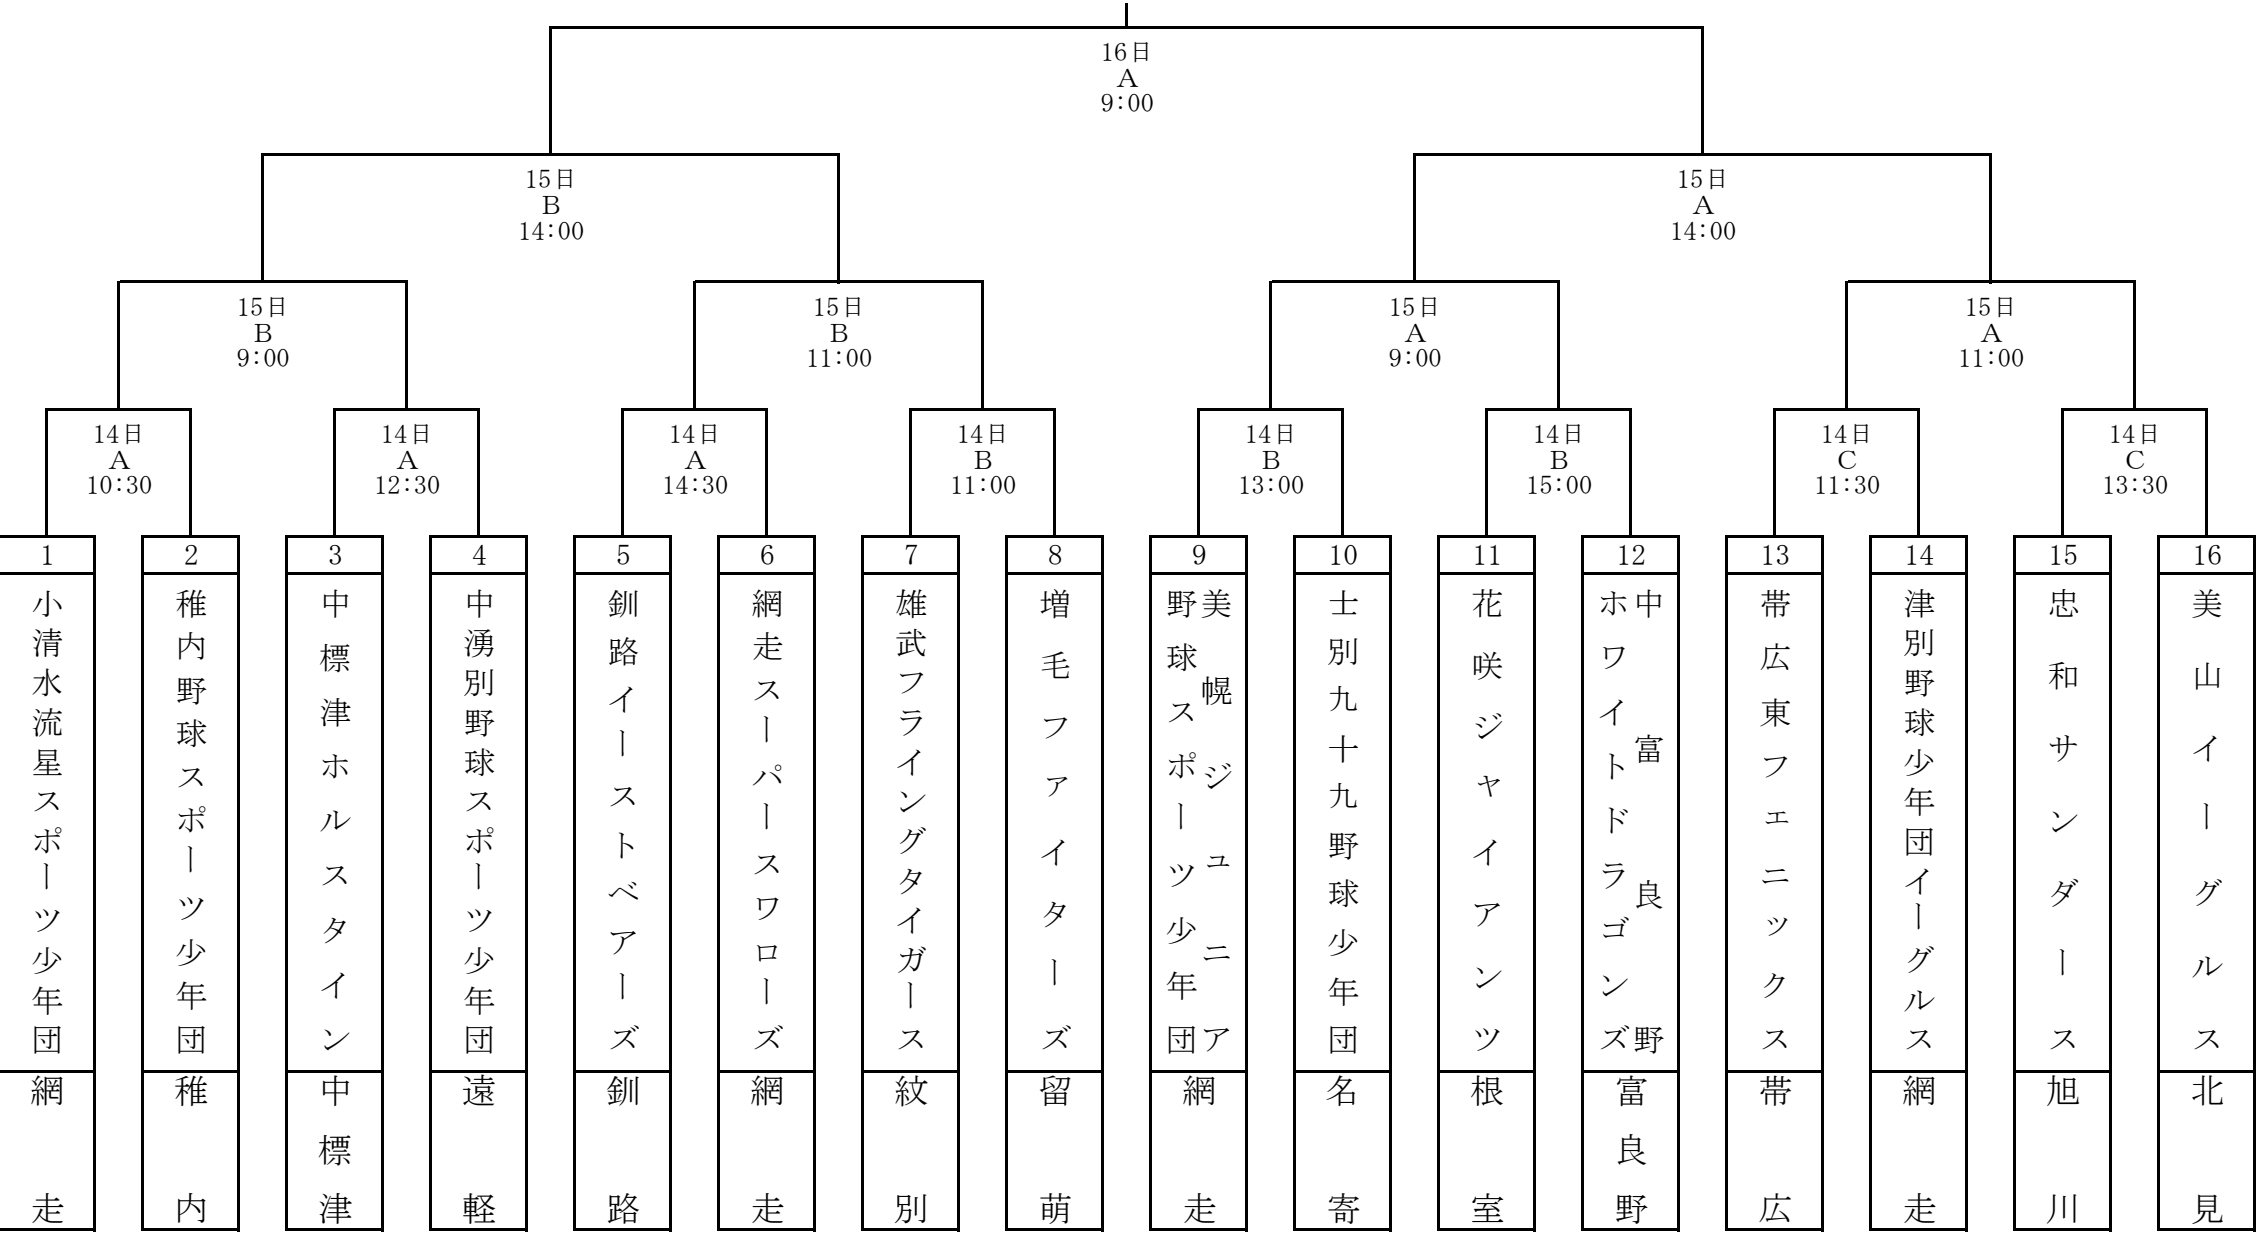 16日
A
9:00
15日
B
14:00
15日
A
14:00
15日
B
9:00
15日
B
11:00
15日
A
9:00
15日
A
11:00
14日
A
10:30
14日
A
12:30
14日
A
14:30
14日
B
11:00
14日
B
13:00
14日
B
15:00
14日
C
11:30
14日
C
13:30
1
小清水流星スポーツ少年団
網走
2
稚内野球スポーツ少年団
稚内
3
中標津ホルスタイン
中標津
4
中湧別野球スポーツ少年団
遠軽
5
釧路イーストベアーズ
釧路
6
網走スーパースワローズ
網走
7
雄武フライングタイガース
紋別
8
増毛ファイターズ
留萌
9
美幌ジュニア
野球スポーツ少年団
網走
10
士別九十九野球少年団
名寄
11
花咲ジャイアンツ
根室
12
中富良野
ホワイトドラゴンズ
富良野
13
帯広東フェニックス
帯広
14
津別野球少年団イーグルス
網走
15
忠和サンダース
旭川
16
美山イーグルス
北見